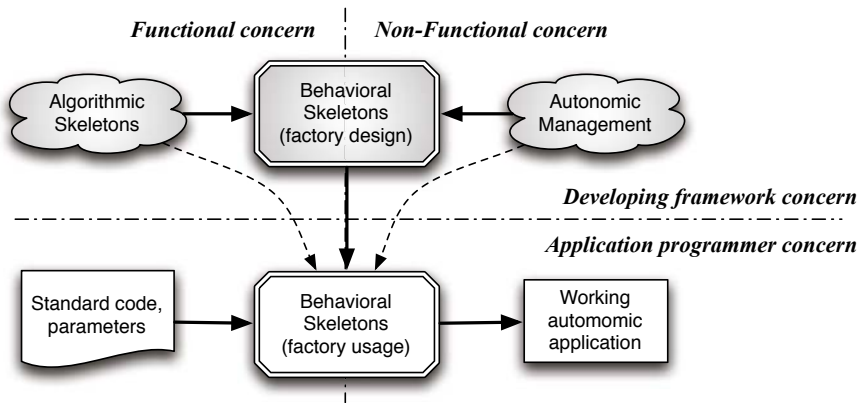 Functional concern
Non-Functional concern
Algorithmic
Skeletons
Behavioral
Skeletons
(factory design)
Autonomic
Management
Developing framework concern
Application programmer concern
Standard code,
parameters
Behavioral
Skeletons
(factory usage)
Working
automomic
application